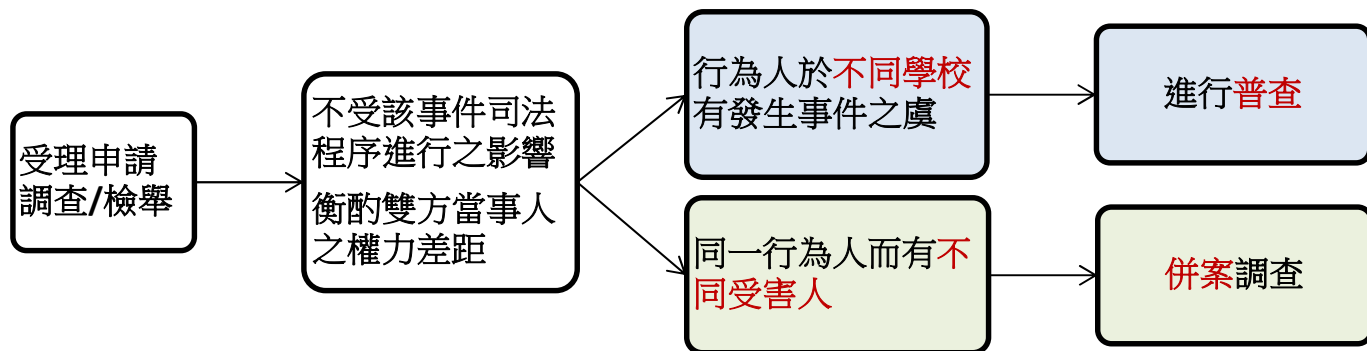 受理申請
調查/檢舉
不受該事件司法
程序進行之影響
衡酌雙方當事人
之權力差距
行為人於不同學校
有發生事件之虞
進行普查
同一行為人而有不
同受害人
併案調查